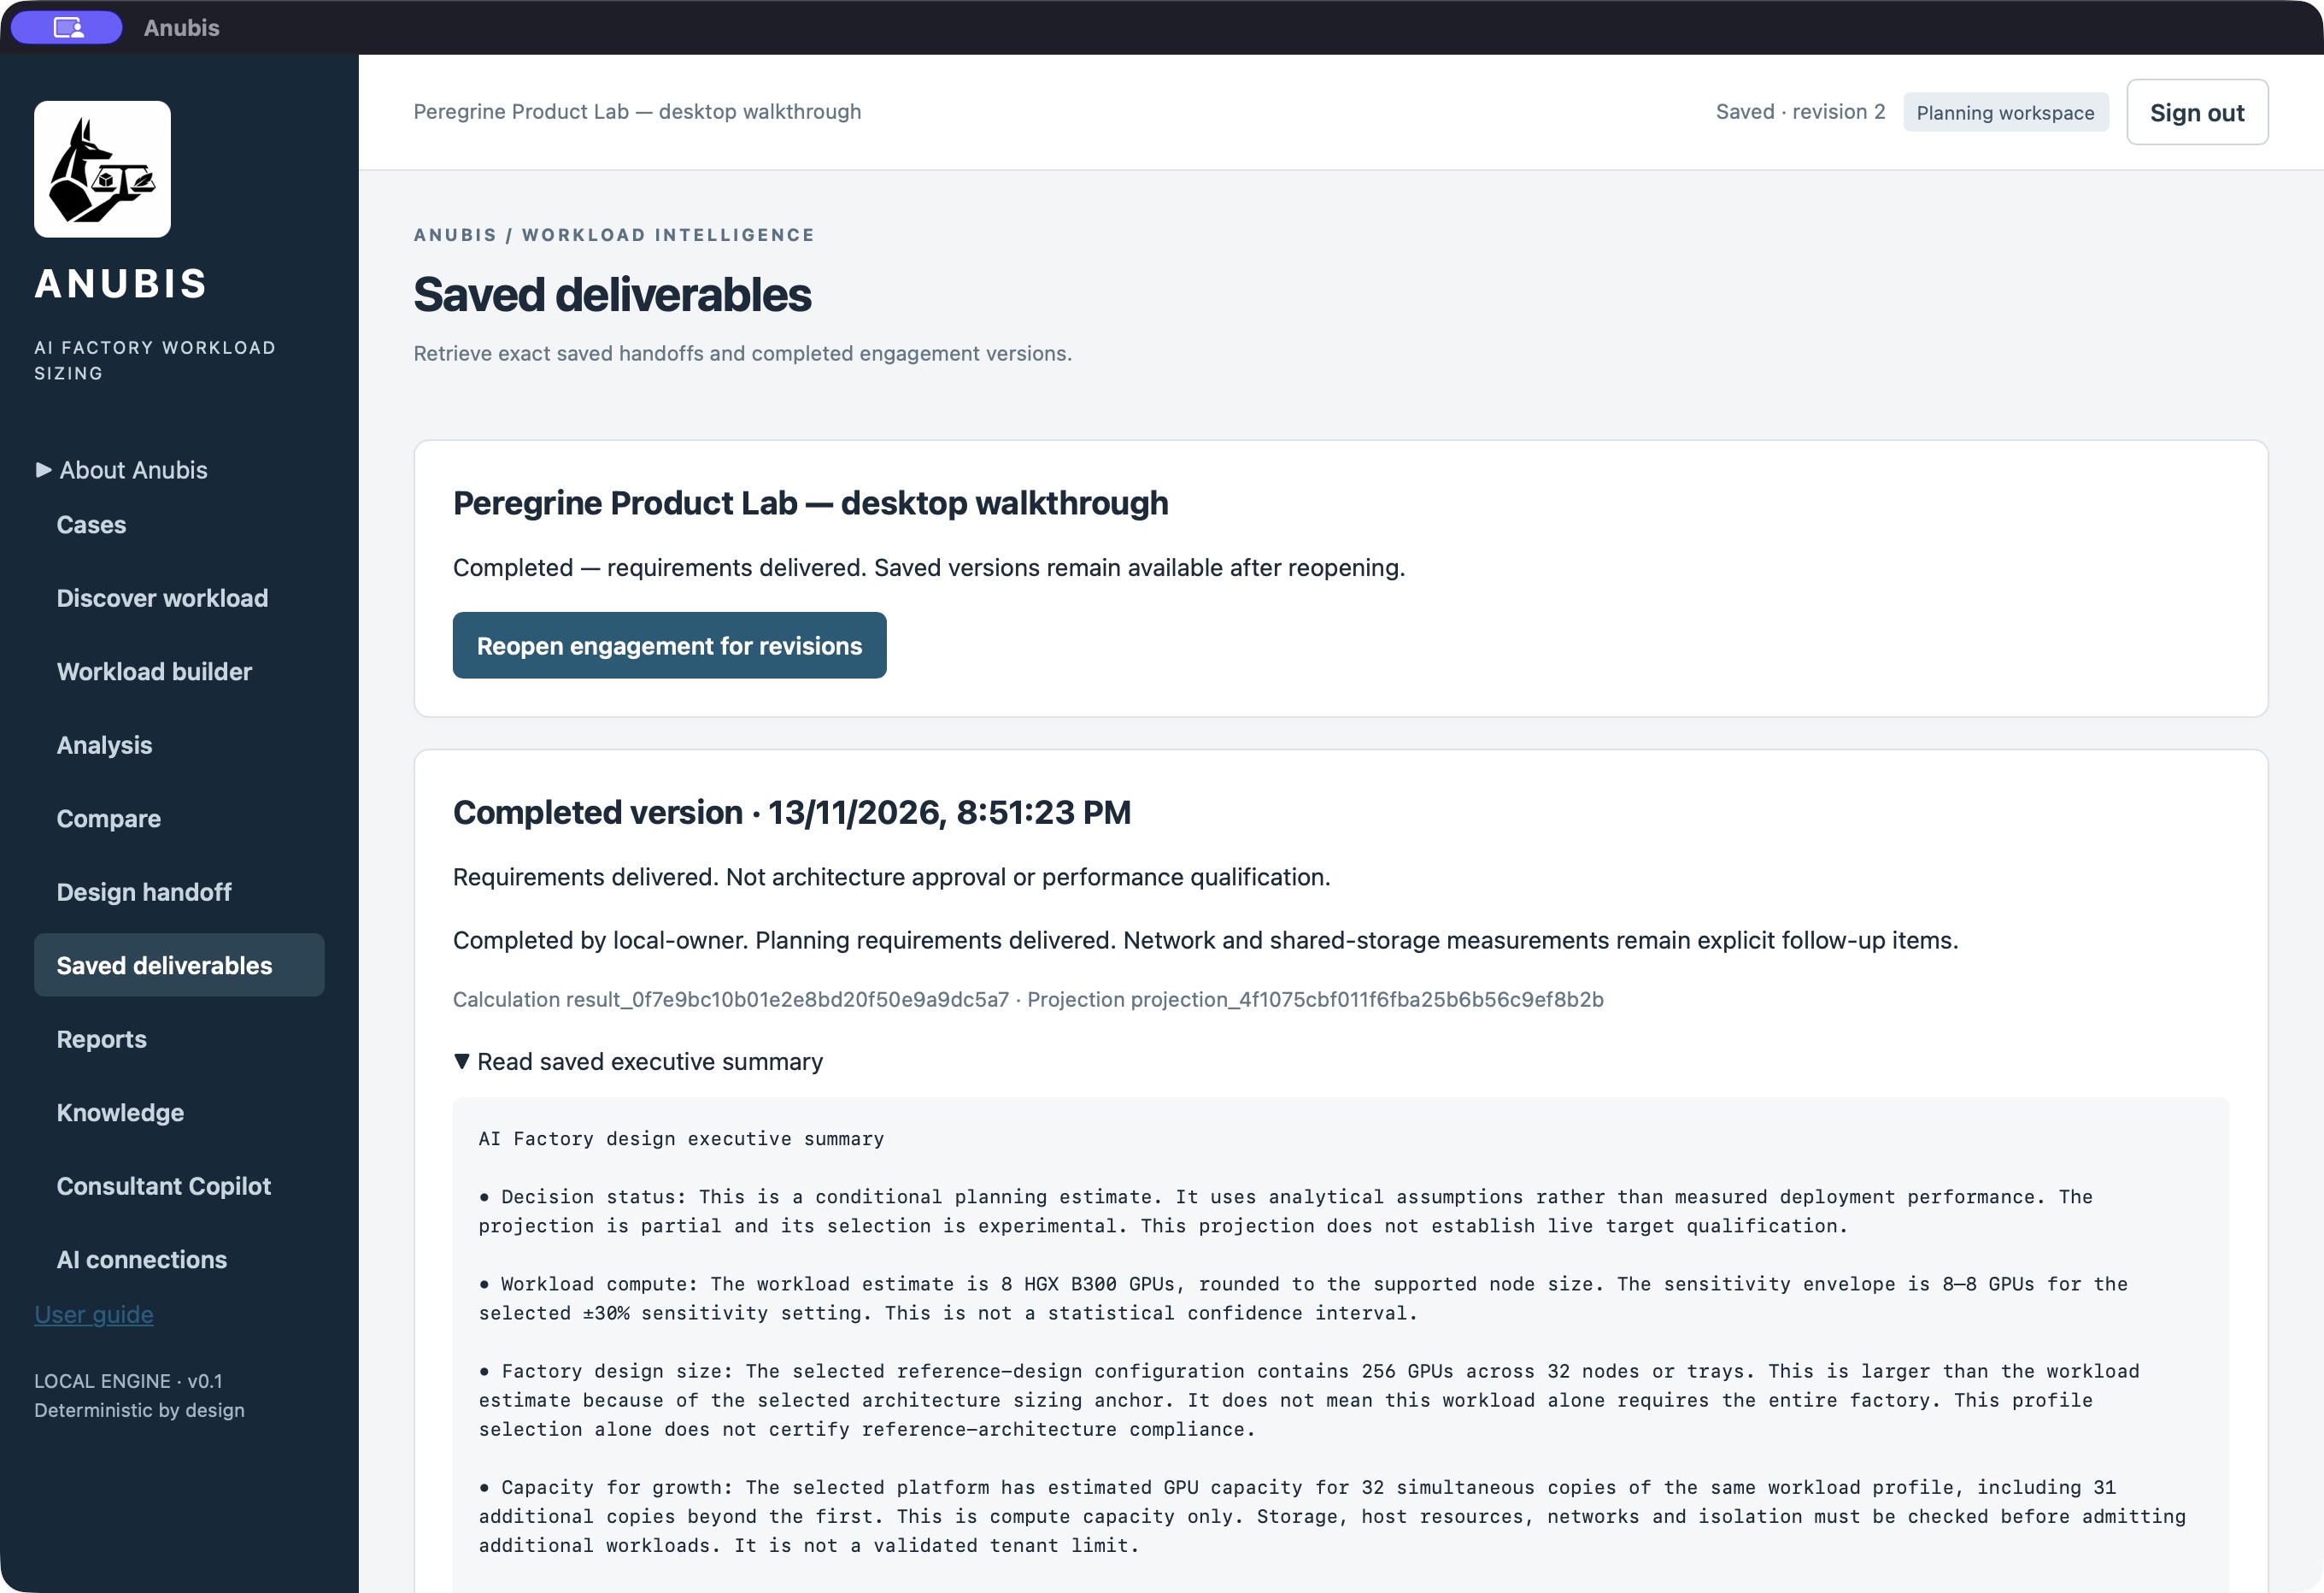 Anubis
ANUBIS
AI FACTORY WORKLOAD
SIZING
About Anubis
Cases
Discover workload
Workload builder
Analysis
Compare
Design handoff
Saved deliverables
Reports
Knowledge
Consultant Copilot
AI connections
User guide
LOCAL ENGINE · v0.1
Deterministic by design
Peregrine Product Lab — desktop walkthrough
Saved · revision 2
Planning workspace
Sign out
ANUBIS / WORKLOAD INTELLIGENCE
Saved deliverables
Retrieve exact saved handoffs and completed engagement versions.
Peregrine Product Lab — desktop walkthrough
Completed — requirements delivered. Saved versions remain available after reopening.
Reopen engagement for revisions
Completed version · 13/11/2026, 8:51:23 PM
Requirements delivered. Not architecture approval or performance qualification.
Completed by local-owner. Planning requirements delivered. Network and shared-storage measurements remain explicit follow-up items.
Calculation result_0f7e9bc10b01e2e8bd20f50e9a9dc5a7 · Projection projection_4f1075cbf011f6fba25b6b56c9ef8b2b
Read saved executive summary
AI Factory design executive summary
• Decision status: This is a conditional planning estimate. It uses analytical assumptions rather than measured deployment performance. The
projection is partial and its selection is experimental. This projection does not establish live target qualification.
• Workload compute: The workload estimate is 8 HGX B300 GPUs, rounded to the supported node size. The sensitivity envelope is 8–8 GPUs for the
selected ±30% sensitivity setting. This is not a statistical confidence interval.
• Factory design size: The selected reference-design configuration contains 256 GPUs across 32 nodes or trays. This is larger than the workload
estimate because of the selected architecture sizing anchor. It does not mean this workload alone requires the entire factory. This profile
selection alone does not certify reference-architecture compliance.
• Capacity for growth: The selected platform has estimated GPU capacity for 32 simultaneous copies of the same workload profile, including 31
additional copies beyond the first. This is compute capacity only. Storage, host resources, networks and isolation must be checked before admitting
additional workloads. It is not a validated tenant limit.